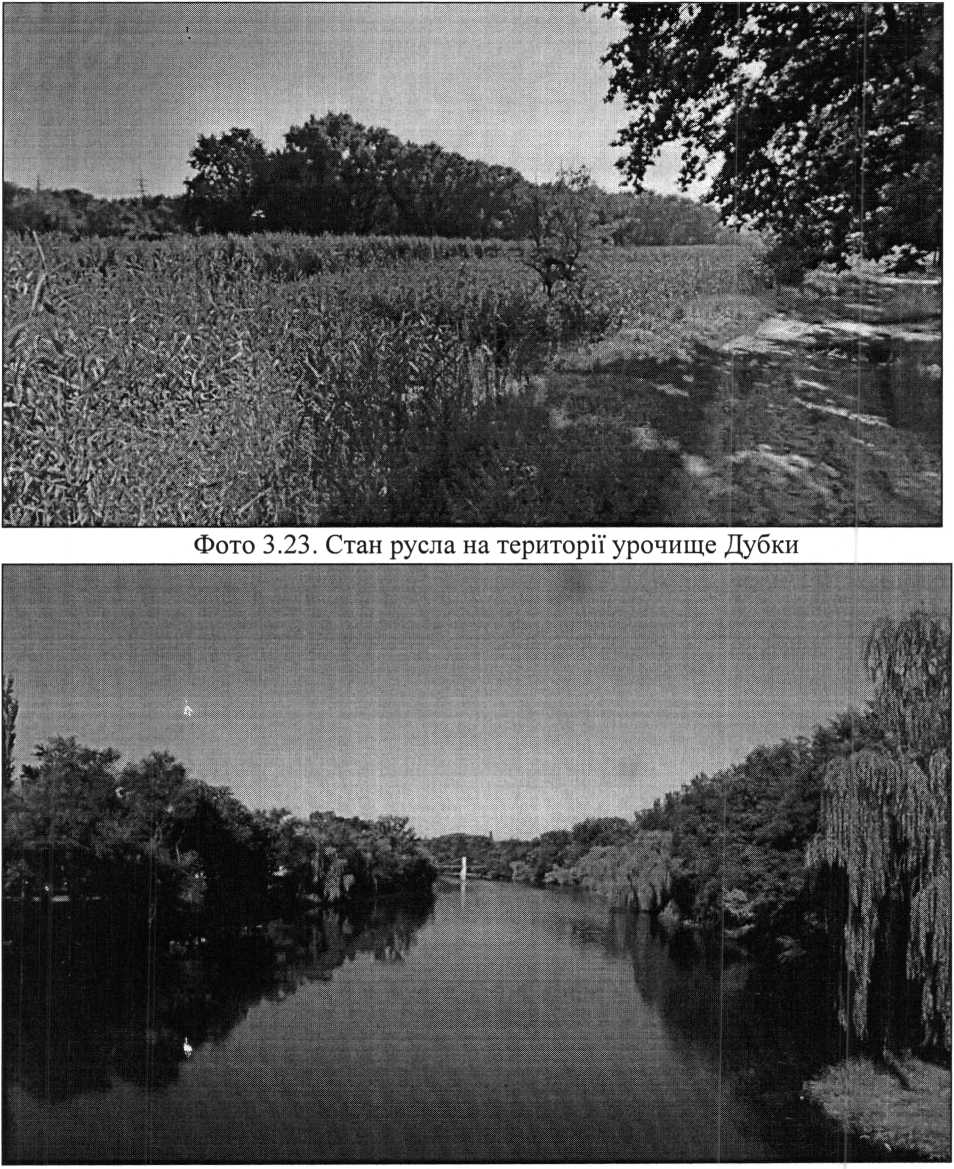 Фото 3.23. Стан русла на території урочище Дубки